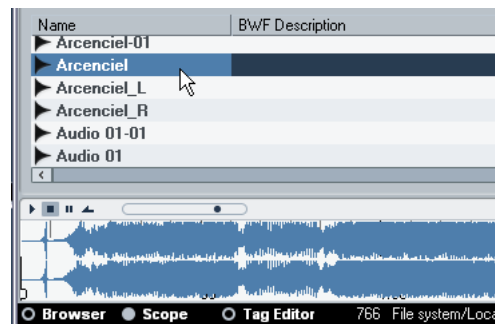 Name BWF Description
Arcenciel-01
Arcenciel
Arcenciel_L
Arcenciel_R
Audio 01-01
Audio 01
Browser Scope Tag Editor 766 File system/Loca